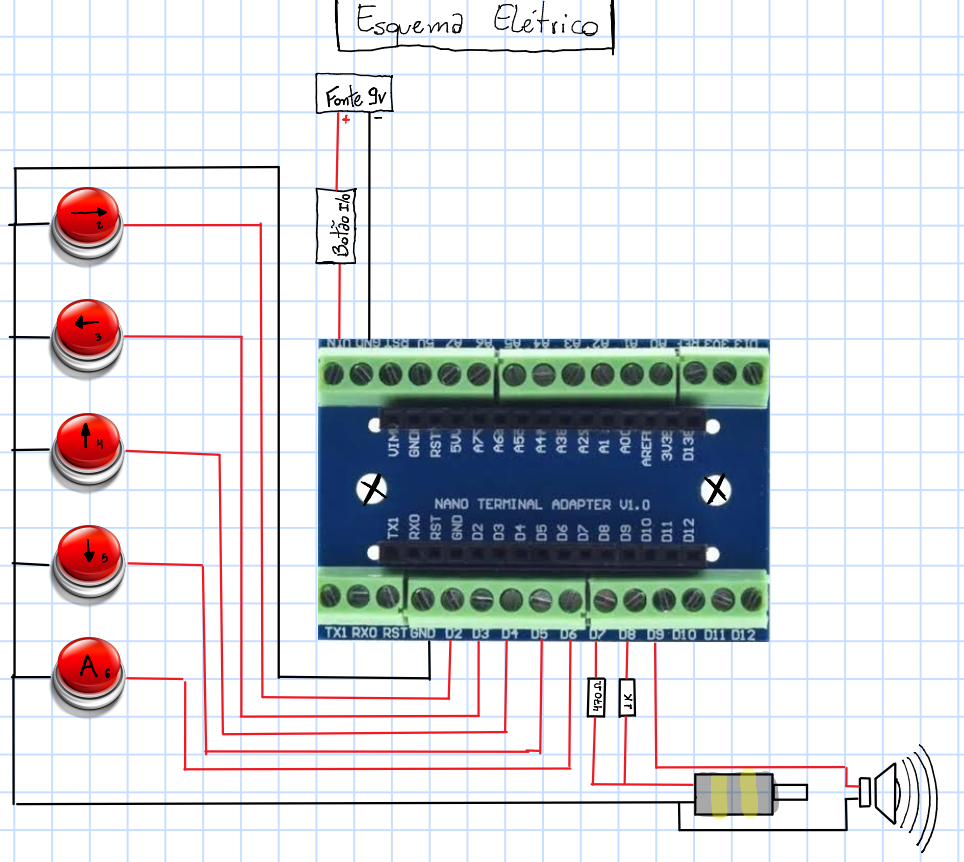 Esquema Elétrico
Fonte 9v
+ -
Botão I/o
2
3
4
5
A 6
VIN GND RST 5V A7 A6 A5 A4 A3 A2 A1 A0 REF 3V3 D13
VIN GND RST 5V A7 A6 A5 A4 A3 A2 A1 A0 AREF 3V3 D13
NANO TERMINAL ADAPTER V1.0
TX1 RX0 RST GND D2 D3 D4 D5 D6 D7 D8 D9 D10 D11 D12
TX1 RX0 RST GND D2 D3 D4 D5 D6 D7 D8 D9 D10 D11 D12
470Ω
1K